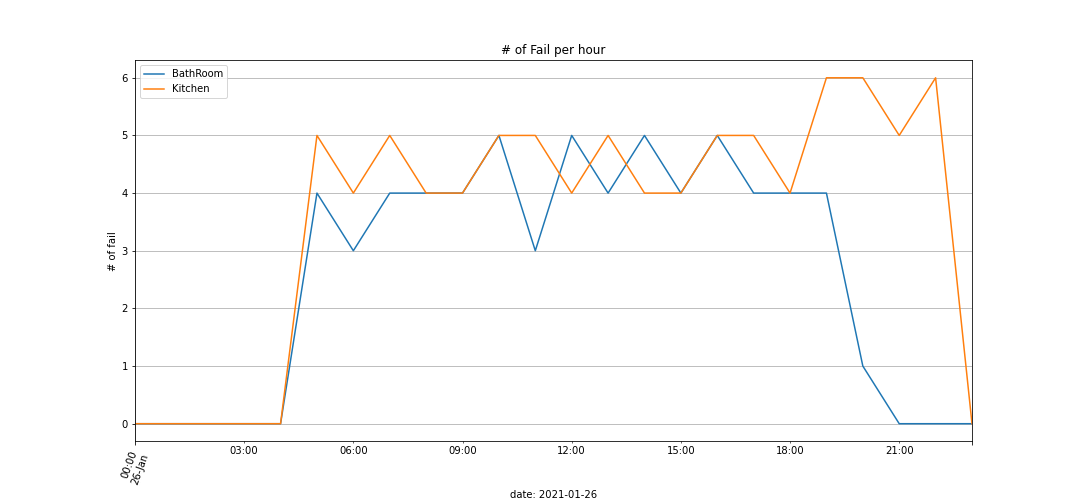 # of Fail per hour
BathRoom
Kitchen
6
5
4
3
2
1
0
# of fail
00:00
26-Jan
03:00
06:00
09:00
12:00
15:00
18:00
21:00
date: 2021-01-26